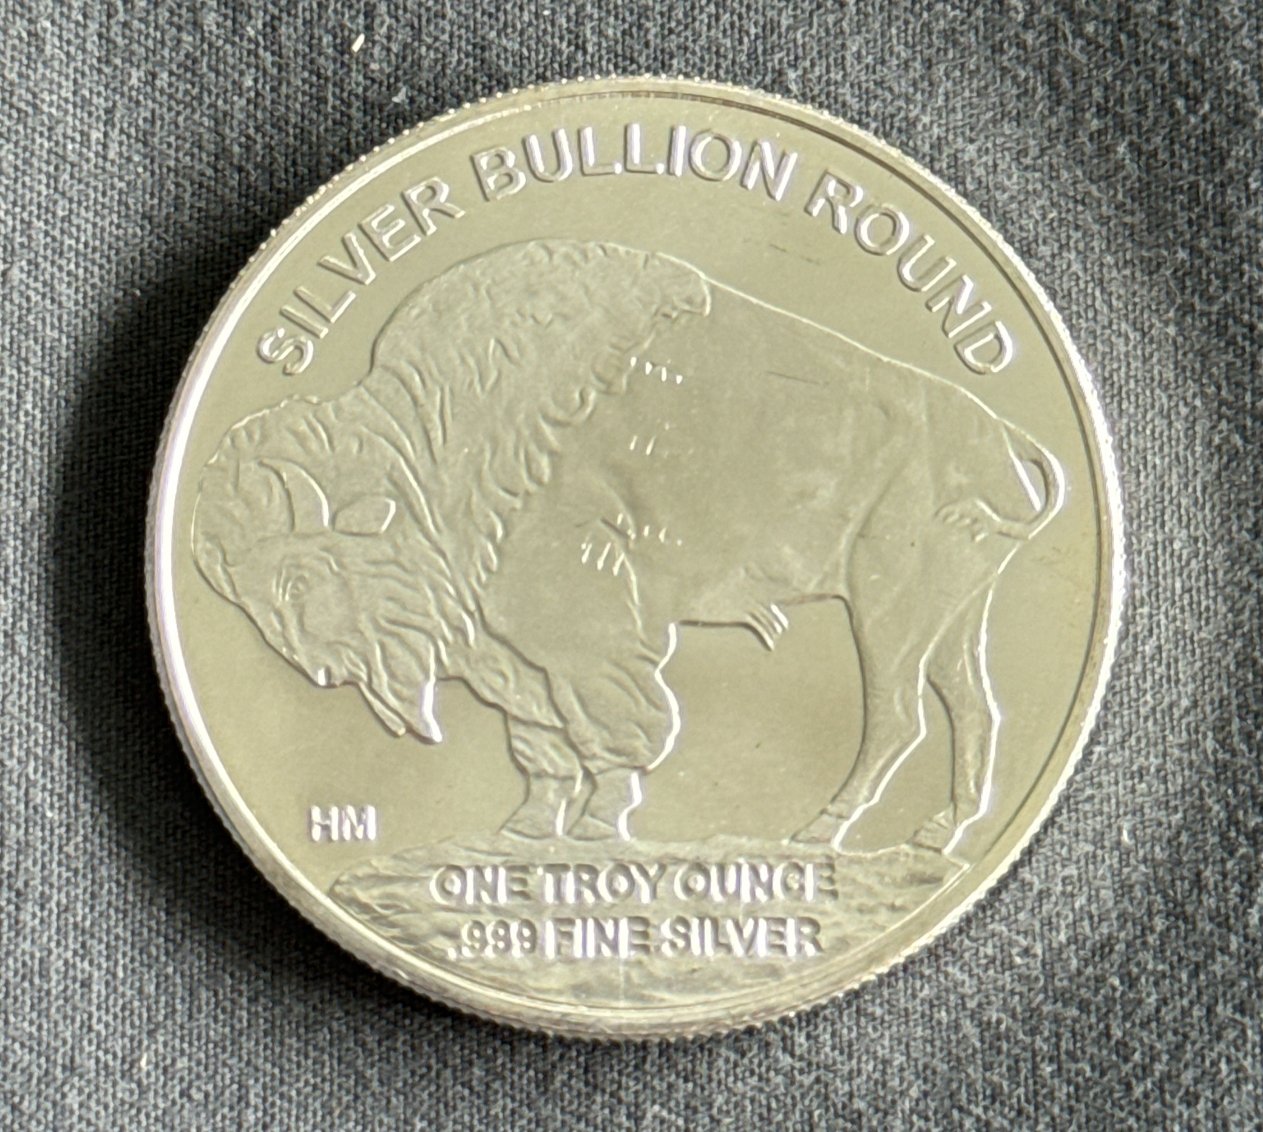 SILVER BULLION ROUND
HM
ONE TROY OUNCE
.999 FINE SILVER